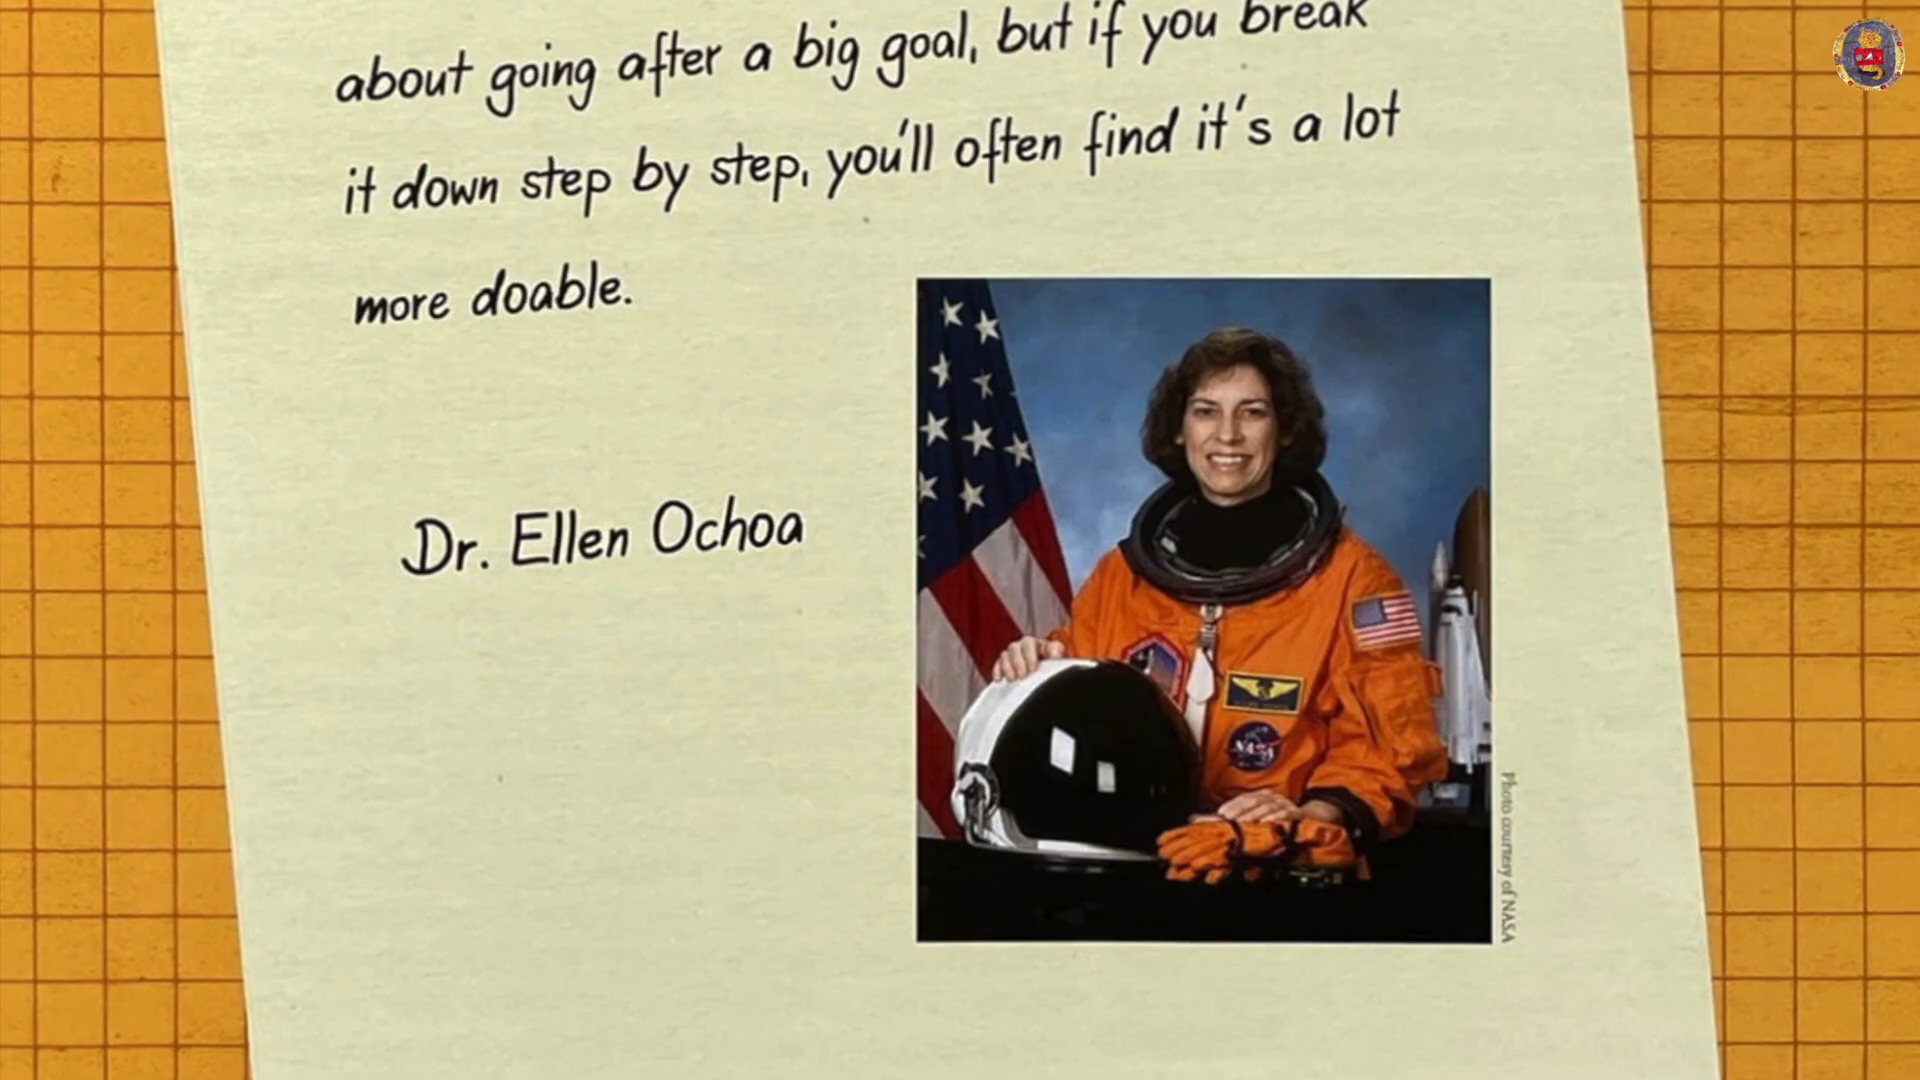 about going after a big goal, but if you break
it down step by step, you'll often find it's a lot
more doable.
Dr. Ellen Ochoa
NASA
Photo courtesy of NASA